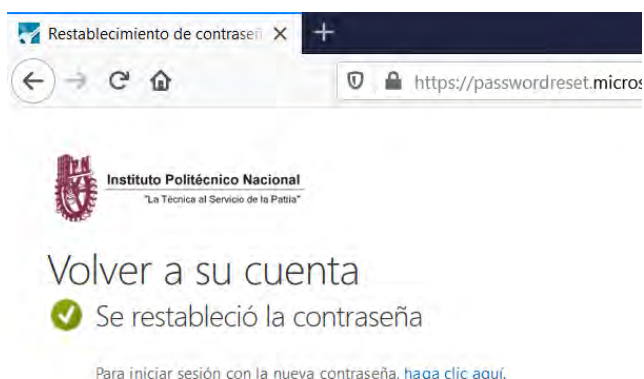 Restablecimiento de contraseñ
https://passwordreset.micros
IPN
Instituto Politécnico Nacional
"La Técnica al Servicio de la Patria"
Volver a su cuenta
Se restableció la contraseña
Para iniciar sesión con la nueva contraseña, haga clic aquí.